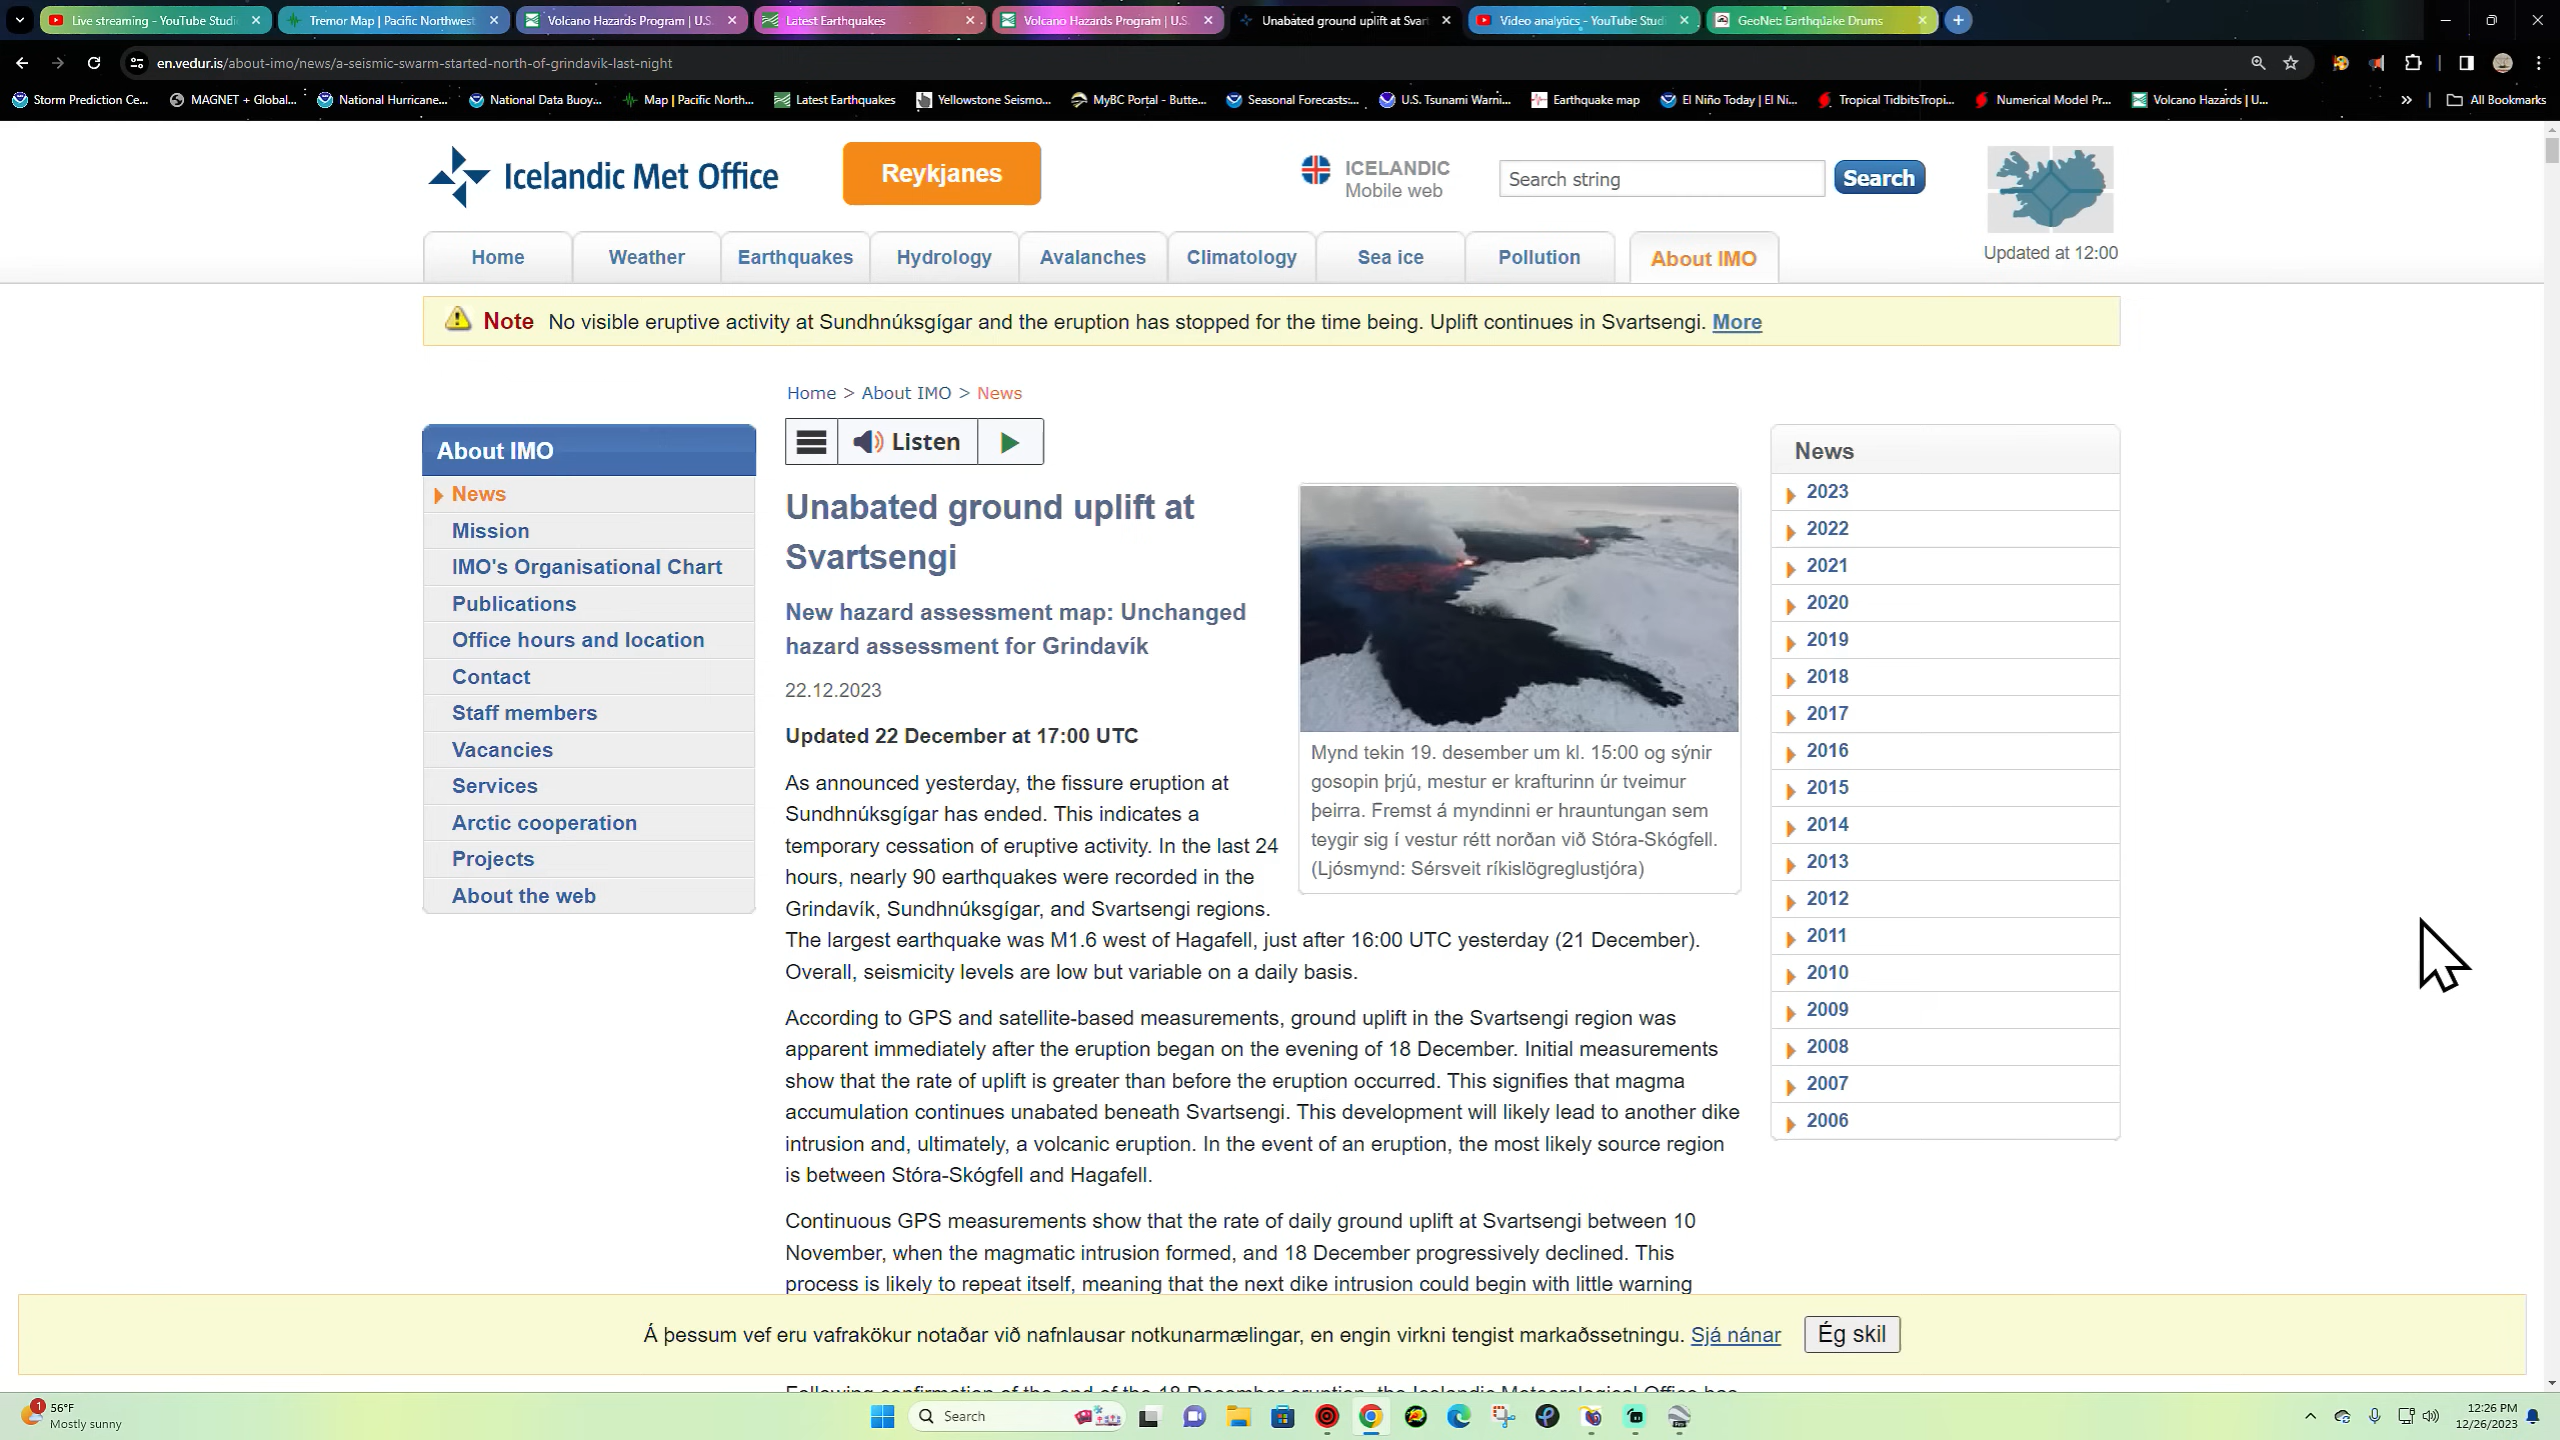 Live streaming - YouTube Studi
Tremor Map | Pacific Northwest
Volcano Hazards Program | U.S.
Latest Earthquakes
Volcano Hazards Program | U.S.
Unabated ground uplift at Svar
Video analytics - YouTube Studi
GeoNet: Earthquake Drums
en.vedur.is/about-imo/news/a-seismic-swarm-started-north-of-grindavik-last-night
Storm Prediction Ce...
MAGNET + Global...
National Hurricane...
National Data Buoy...
Map | Pacific North...
Latest Earthquakes
Yellowstone Seismo...
MyBC Portal - Butte...
Seasonal Forecasts:...
U.S. Tsunami Warni...
Earthquake map
El Niño Today | El Ni...
Tropical TidbitsTropi...
Numerical Model Pr...
Volcano Hazards | U...
All Bookmarks
Icelandic Met Office
Reykjanes
ICELANDIC
Mobile web
Search string
Search
Updated at 12:00
Home
Weather
Earthquakes
Hydrology
Avalanches
Climatology
Sea ice
Pollution
About IMO
Note No visible eruptive activity at Sundhnúksgígar and the eruption has stopped for the time being. Uplift continues in Svartsengi. More
Home > About IMO > News
About IMO
News
Mission
IMO's Organisational Chart
Publications
Office hours and location
Contact
Staff members
Vacancies
Services
Arctic cooperation
Projects
About the web
Listen
Unabated ground uplift at
Svartsengi
New hazard assessment map: Unchanged
hazard assessment for Grindavík
22.12.2023
Updated 22 December at 17:00 UTC
As announced yesterday, the fissure eruption at
Sundhnúksgígar has ended. This indicates a
temporary cessation of eruptive activity. In the last 24
hours, nearly 90 earthquakes were recorded in the
Grindavík, Sundhnúksgígar, and Svartsengi regions.
The largest earthquake was M1.6 west of Hagafell, just after 16:00 UTC yesterday (21 December).
Overall, seismicity levels are low but variable on a daily basis.
Mynd tekin 19. desember um kl. 15:00 og sýnir
gosopin þrjú, mestur er krafturinn úr tveimur
þeirra. Fremst á myndinni er hrauntungan sem
teygir sig í vestur rétt norðan við Stóra-Skógfell.
(Ljósmynd: Sérsveit ríkislögreglustjóra)
According to GPS and satellite-based measurements, ground uplift in the Svartsengi region was
apparent immediately after the eruption began on the evening of 18 December. Initial measurements
show that the rate of uplift is greater than before the eruption occurred. This signifies that magma
accumulation continues unabated beneath Svartsengi. This development will likely lead to another dike
intrusion and, ultimately, a volcanic eruption. In the event of an eruption, the most likely source region
is between Stóra-Skógfell and Hagafell.
Continuous GPS measurements show that the rate of daily ground uplift at Svartsengi between 10
November, when the magmatic intrusion formed, and 18 December progressively declined. This
process is likely to repeat itself, meaning that the next dike intrusion could begin with little warning
News
2023
2022
2021
2020
2019
2018
2017
2016
2015
2014
2013
2012
2011
2010
2009
2008
2007
2006
Á þessum vef eru vafrakökur notaðar við nafnlausar notkunarmælingar, en engin virkni tengist markaðssetningu. Sjá nánar
Ég skil
Following confirmation of the end of the 18 December eruption, the Icelandic Meteorological Office has
1
56°F
Mostly sunny
Search
12:26 PM
12/26/2023